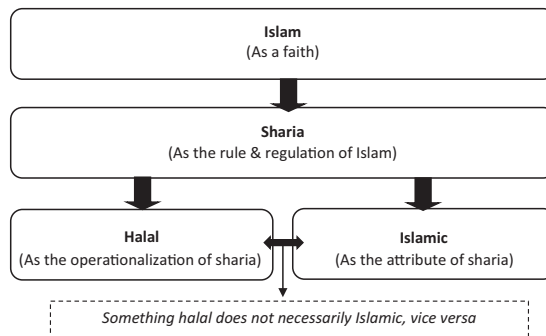 Islam
(As a faith)
Sharia
(As the rule & regulation of Islam)
Halal
(As the operationalization of sharia)
Islamic
(As the attribute of sharia)
Something halal does not necessarily Islamic, vice versa